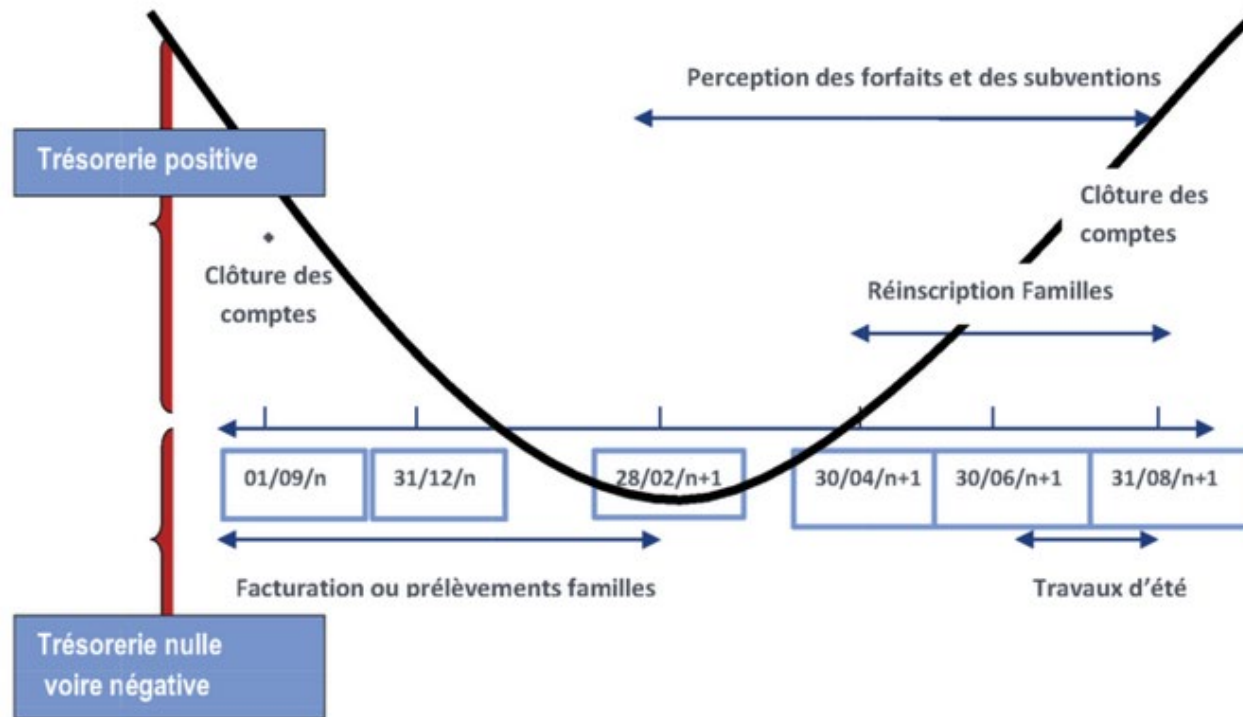 Perception des forfaits et des subventions
Trésorerie positive
Clôture des
comptes
Clôture des
comptes
Réinscription Familles
01/09/n
31/12/n
28/02/n+1
30/04/n+1
30/06/n+1
31/08/n+1
Facturation ou prélèvements familles
Travaux d'été
Trésorerie nulle
voire négative